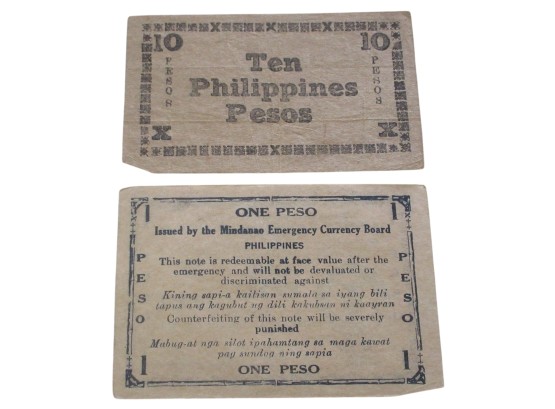 10 10
PESOS PESOS
Ten
Philippines
Pesos
X X
1 ONE PESO 1
Issued by the Mindanao Emergency Currency Board
PHILIPPINES
PESO PESO
This note is redeemable at face value after the
emergency and will not be devaluated or
discriminated against
Kining sapi-a kailisan sumala sa iyang bili
tapus ang kagubut ug dili kakubsan ni kaayran
Counterfeiting of this note will be severely
punished
Mabug-at nga silot ipahamtang sa maga kawat
pag sundog ning sapia
1 ONE PESO 1